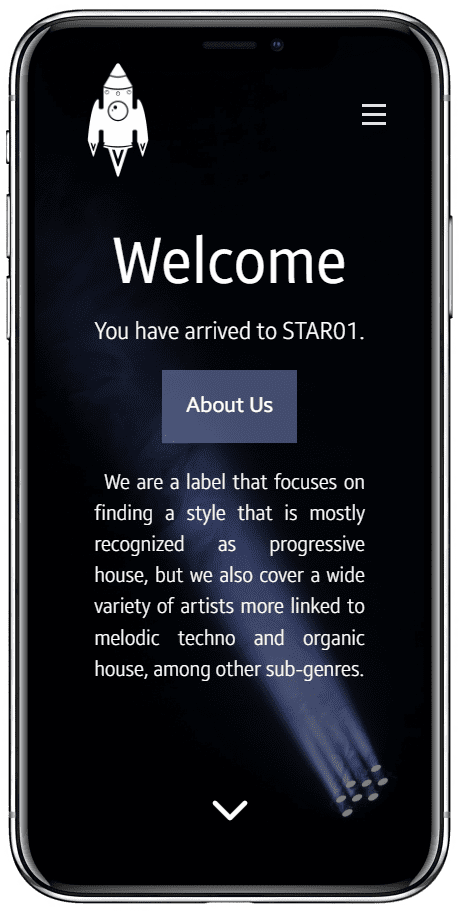 Welcome
You have arrived to STAR01.
About Us
We are a label that focuses on
finding a style that is mostly
recognized as progressive
house, but we also cover a wide
variety of artists more linked to
melodic techno and organic
house, among other sub-genres.